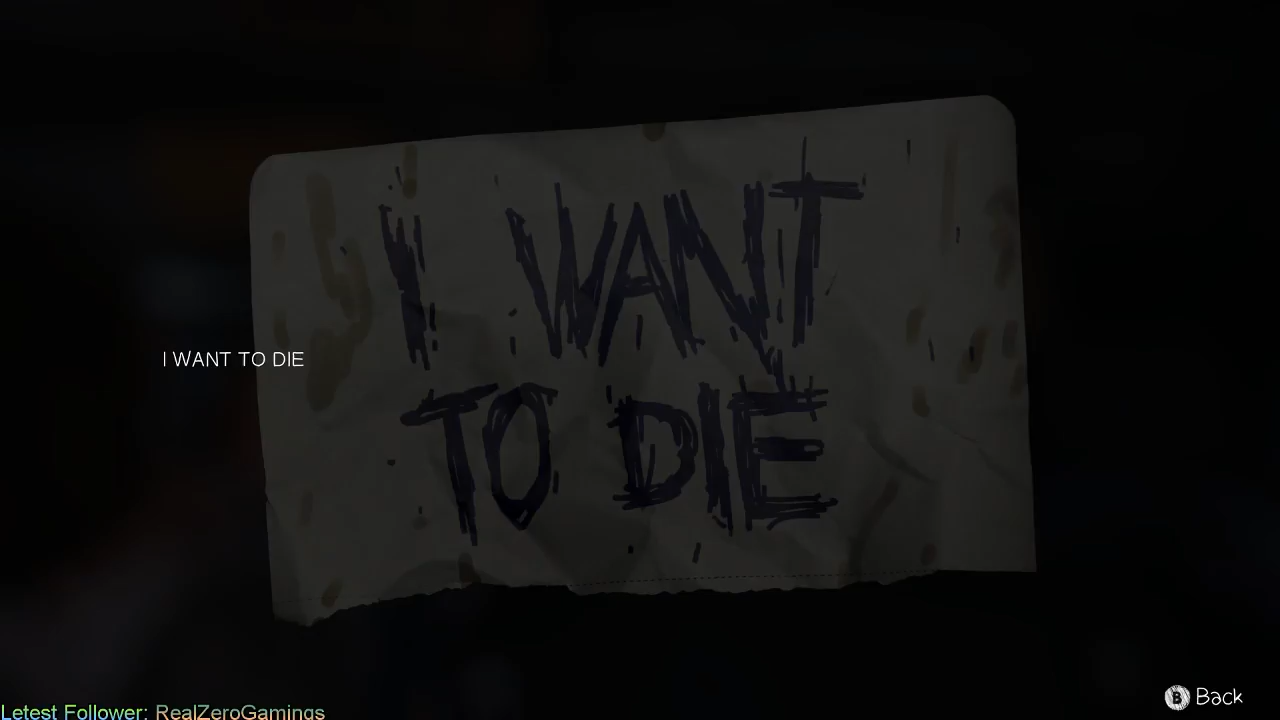 I WANT
TO DIE
I WANT TO DIE
B Back
Letest Follower: RealZeroGamings